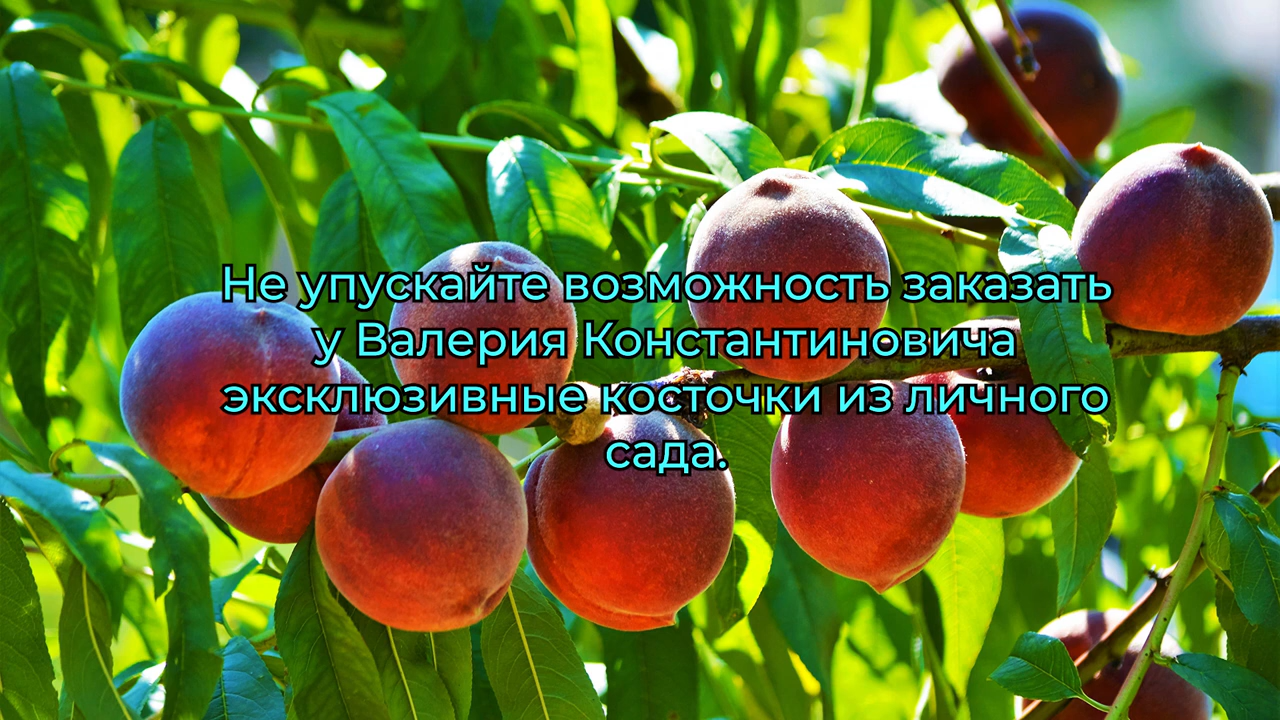 Не упускайте возможность заказать
у Валерия Константиновича
эксклюзивные косточки из личного
сада.